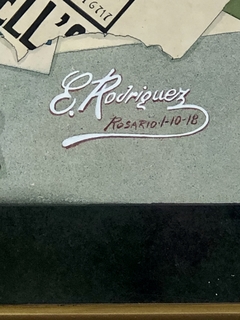 ELL'S
E. Rodriguez
ROSARIO-1-10-18